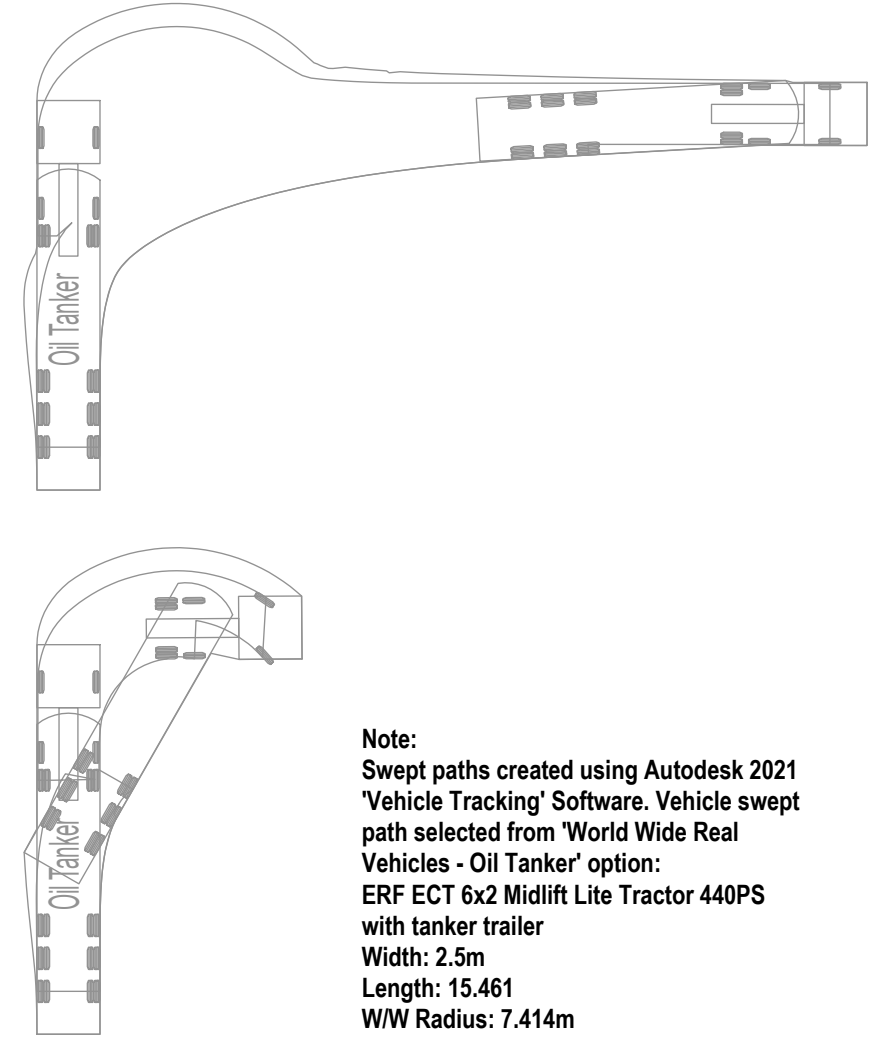 Oil Tanker
Oil Tanker
Note:
Swept paths created using Autodesk 2021
'Vehicle Tracking' Software. Vehicle swept
path selected from 'World Wide Real
Vehicles - Oil Tanker' option:
ERF ECT 6x2 Midlift Lite Tractor 440PS
with tanker trailer
Width: 2.5m
Length: 15.461
W/W Radius: 7.414m